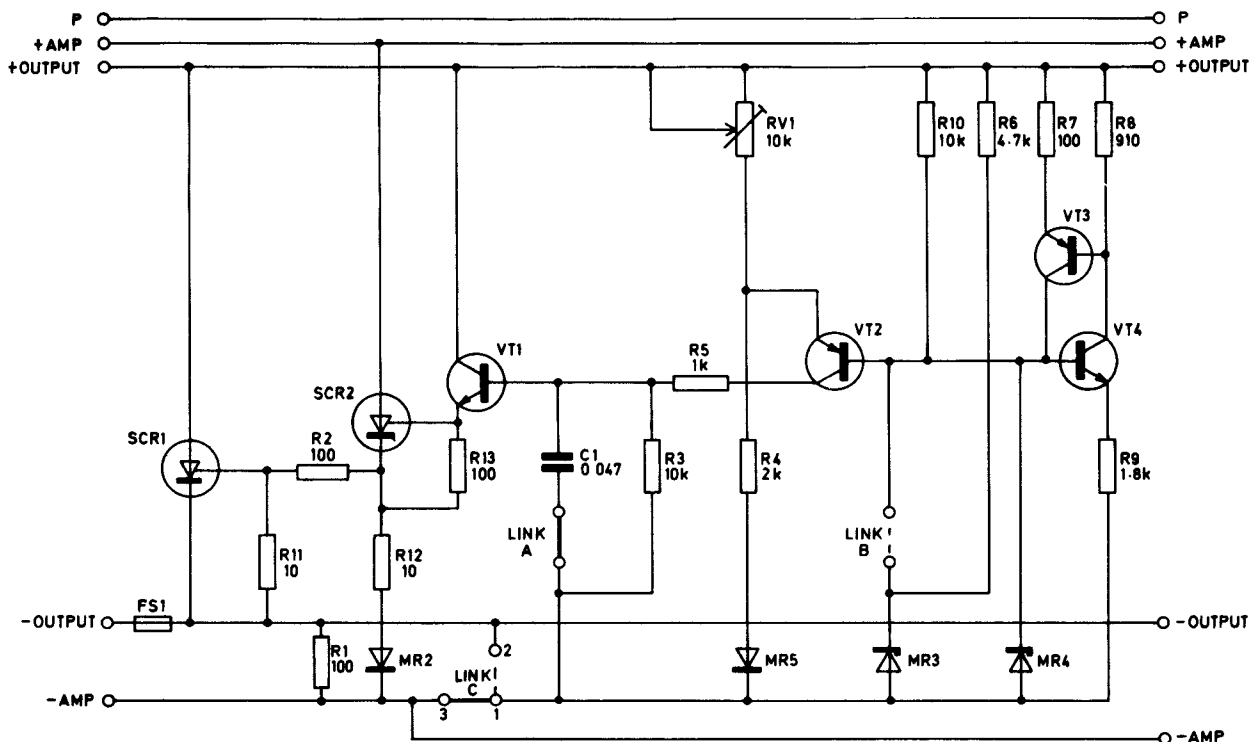 P P
+AMP +AMP
+OUTPUT +OUTPUT
RV1
10k
R10
10k
R6
4.7k
R7
100
R8
910
VT3
VT1
R5
1k
VT2
VT4
SCR2
SCR1
R2
100
R13
100
C1
0 047
R3
10k
R4
2k
R9
1.8k
LINK
A
LINK
B
R11
10
R12
10
FS1
-OUTPUT -OUTPUT
R1
100
MR2
2
LINK
C
MR5
MR3
MR4
-AMP
3 1
-AMP